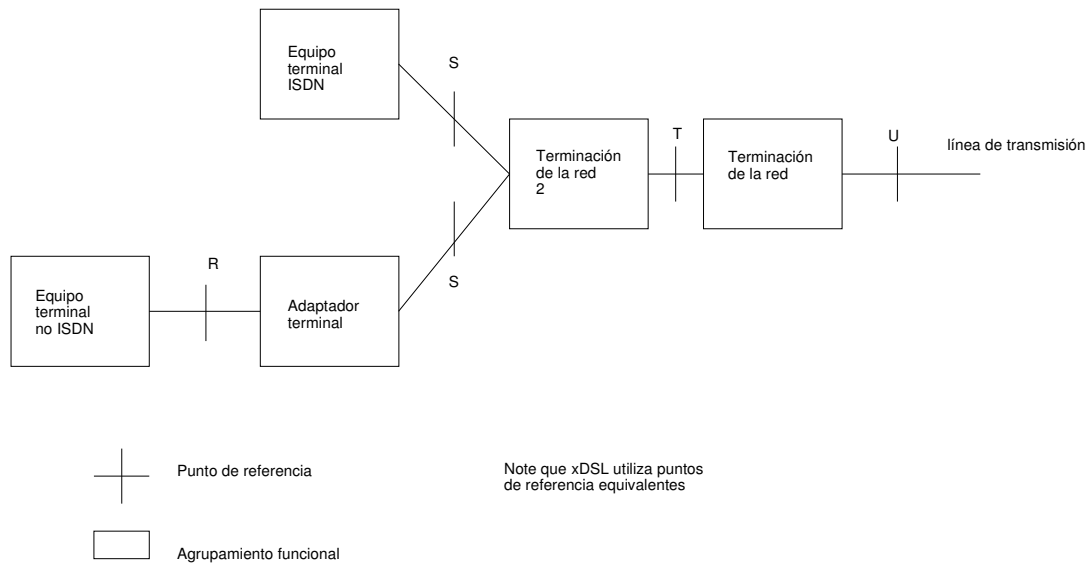 Equipo
terminal
ISDN
S
Terminación
de la red
2
T
Terminación
de la red
U
línea de transmisión
S
R
Equipo
terminal
no ISDN
Adaptador
terminal
Punto de referencia
Note que xDSL utiliza puntos
de referencia equivalentes
Agrupamiento funcional